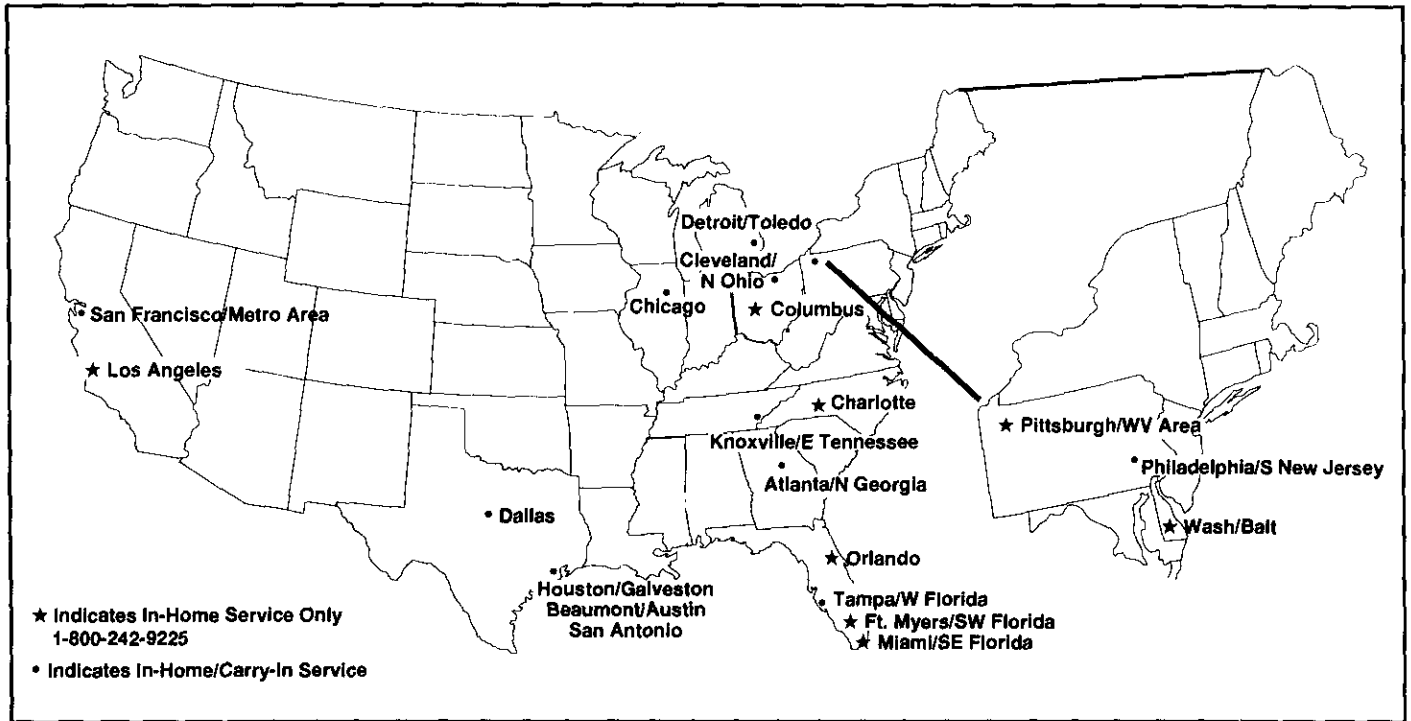 Detroit/Toledo
Cleveland/
N Ohio
Chicago
Columbus
San Francisco/Metro Area
Los Angeles
Charlotte
Knoxville/E Tennessee
Atlanta/N Georgia
Pittsburgh/WV Area
Philadelphia/S New Jersey
Wash/Balt
Dallas
Orlando
Houston/Galveston
Beaumont/Austin
San Antonio
Tampa/W Florida
Ft. Myers/SW Florida
Miami/SE Florida
★ Indicates In-Home Service Only
1-800-242-9225
• Indicates In-Home/Carry-In Service